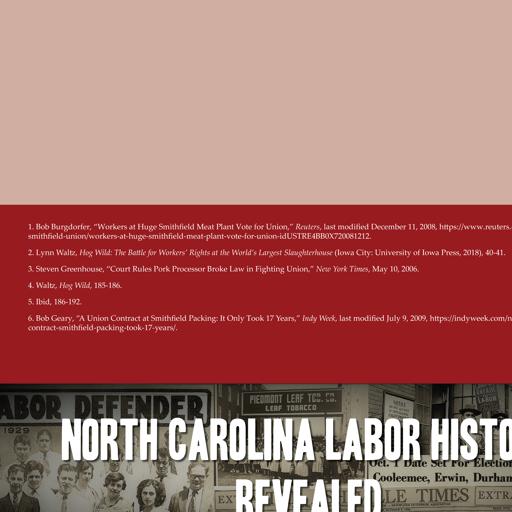 1. Bob Burgdorfer, “Workers at Huge Smithfield Meat Plant Vote for Union,” Reuters, last modified December 11, 2008, https://www.reuters.
smithfield-union/workers-at-huge-smithfield-meat-plant-vote-for-union-idUSTRE4BB0X720081212.
2. Lynn Waltz, Hog Wild: The Battle for Workers’ Rights at the World’s Largest Slaughterhouse (Iowa City: University of Iowa Press, 2018), 40-41.
3. Steven Greenhouse, “Court Rules Pork Processor Broke Law in Fighting Union,” New York Times, May 10, 2006.
4. Waltz, Hog Wild, 185-186.
5. Ibid, 186-192.
6. Bob Geary, “A Union Contract at Smithfield Packing: It Only Took 17 Years,” Indy Week, last modified July 9, 2009, https://indyweek.com/n
contract-smithfield-packing-took-17-years/.
ABOR DEFENDER
1929
PIEDMONT LEAF TOB. CO.
LEAF TOBACCO
NORTH CAROLINA LABOR HISTO
REVEALED
Oct. 1 Date Set For Election
Cooleemee, Erwin, Durham
LE TIMES
EXT
EXTR